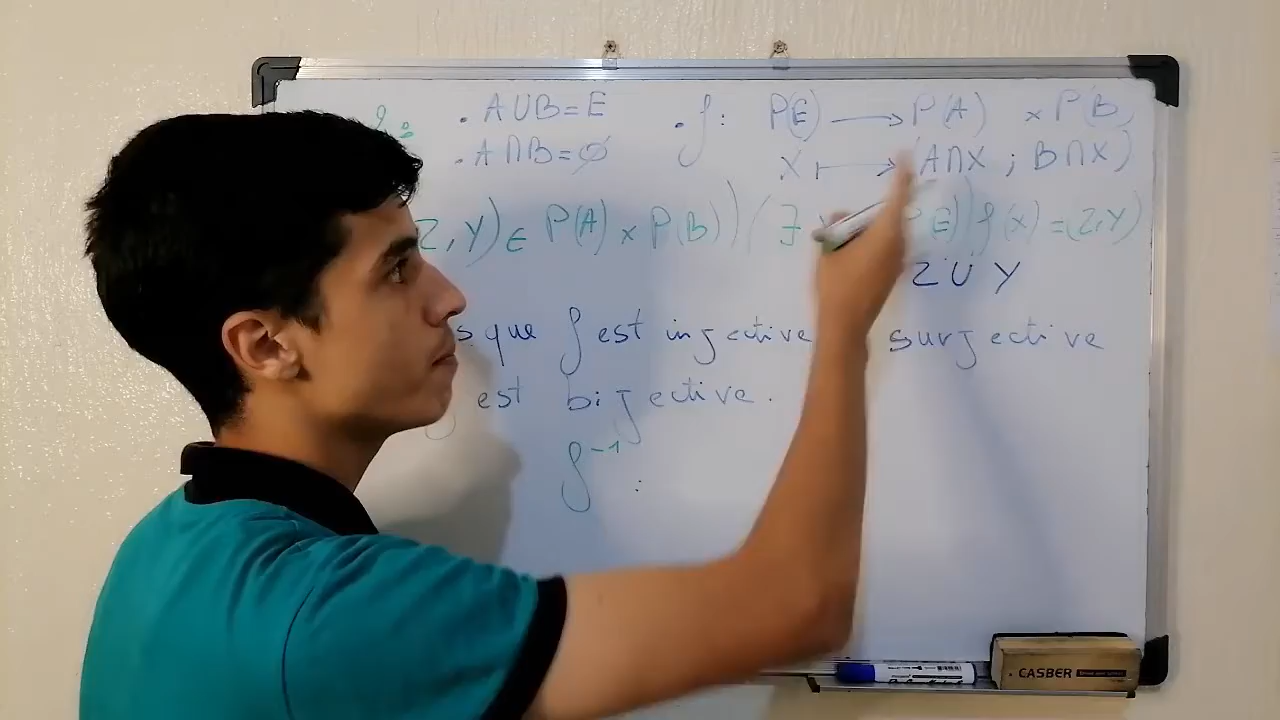 . A∪B=E . f: P(E) ⟶ P(A) × P(B)
. A∩B=∅ X ⟼ (A∩X ; B∩X)
Z,Y) ∈ P(A) × P(B)) (∃ P(E)) f(X) = (Z,Y)
Z ∪ Y
que f est injective surjective
est bijective.
f⁻¹ :
CASBER